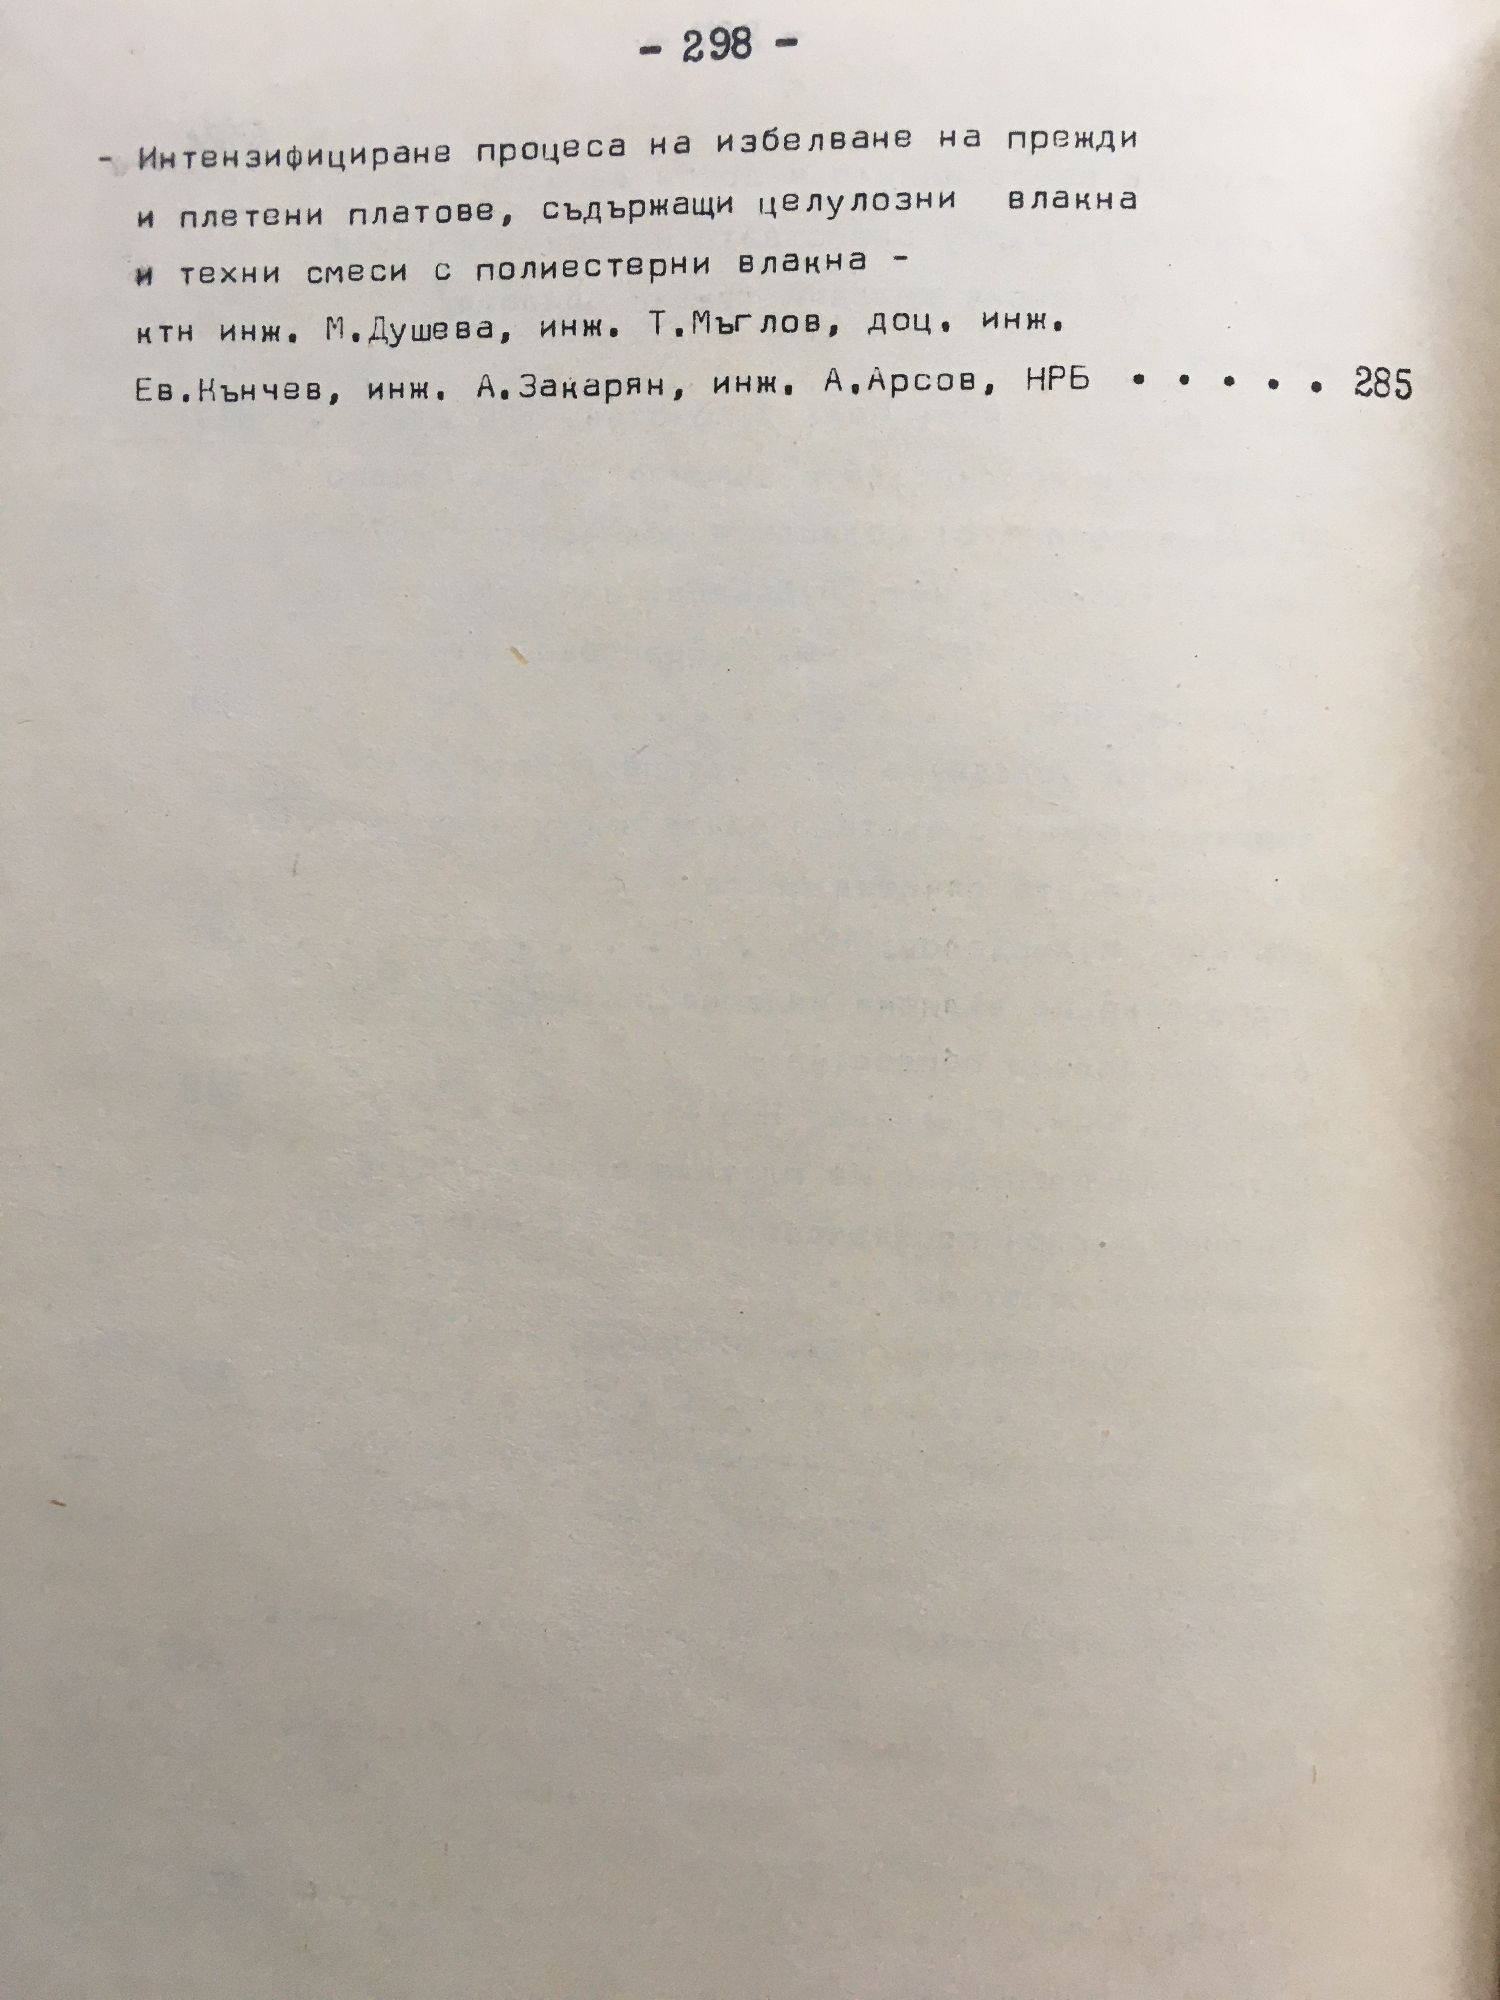 - 298 -
- Интензифициране процеса на избелване на прежди
и плетени платове, съдържащи целулозни влакна
и техни смеси с полиестерни влакна -
ктн инж. М.Душева, инж. Т.Мъглов, доц. инж.
Ев.Кънчев, инж. А.Закарян, инж. А.Арсов, НРБ . . . . . 285